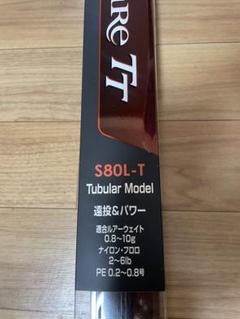 TT
S80L-T
Tubular Model
遠投&パワー
適合ルアーウェイト
0.8~10g
ナイロン・フロロ
2~6lb
PE 0.2~0.8号